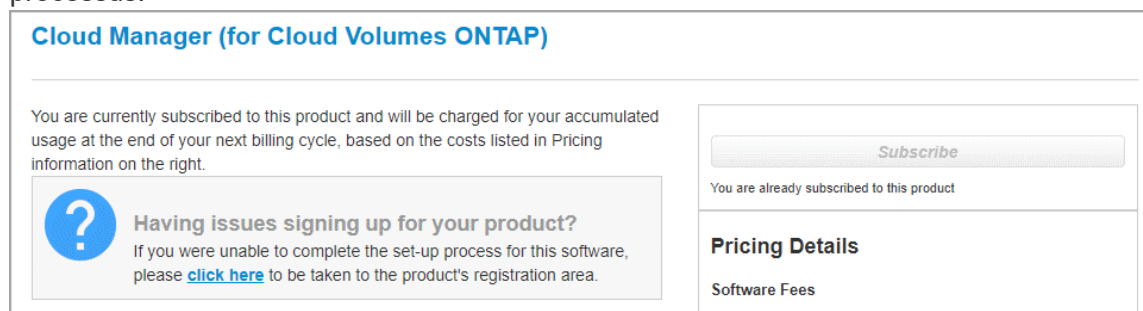 processus.
Cloud Manager (for Cloud Volumes ONTAP)
You are currently subscribed to this product and will be charged for your accumulated
usage at the end of your next billing cycle, based on the costs listed in Pricing
information on the right.
Having issues signing up for your product?
If you were unable to complete the set-up process for this software,
please click here to be taken to the product's registration area.
Subscribe
You are already subscribed to this product
Pricing Details
Software Fees